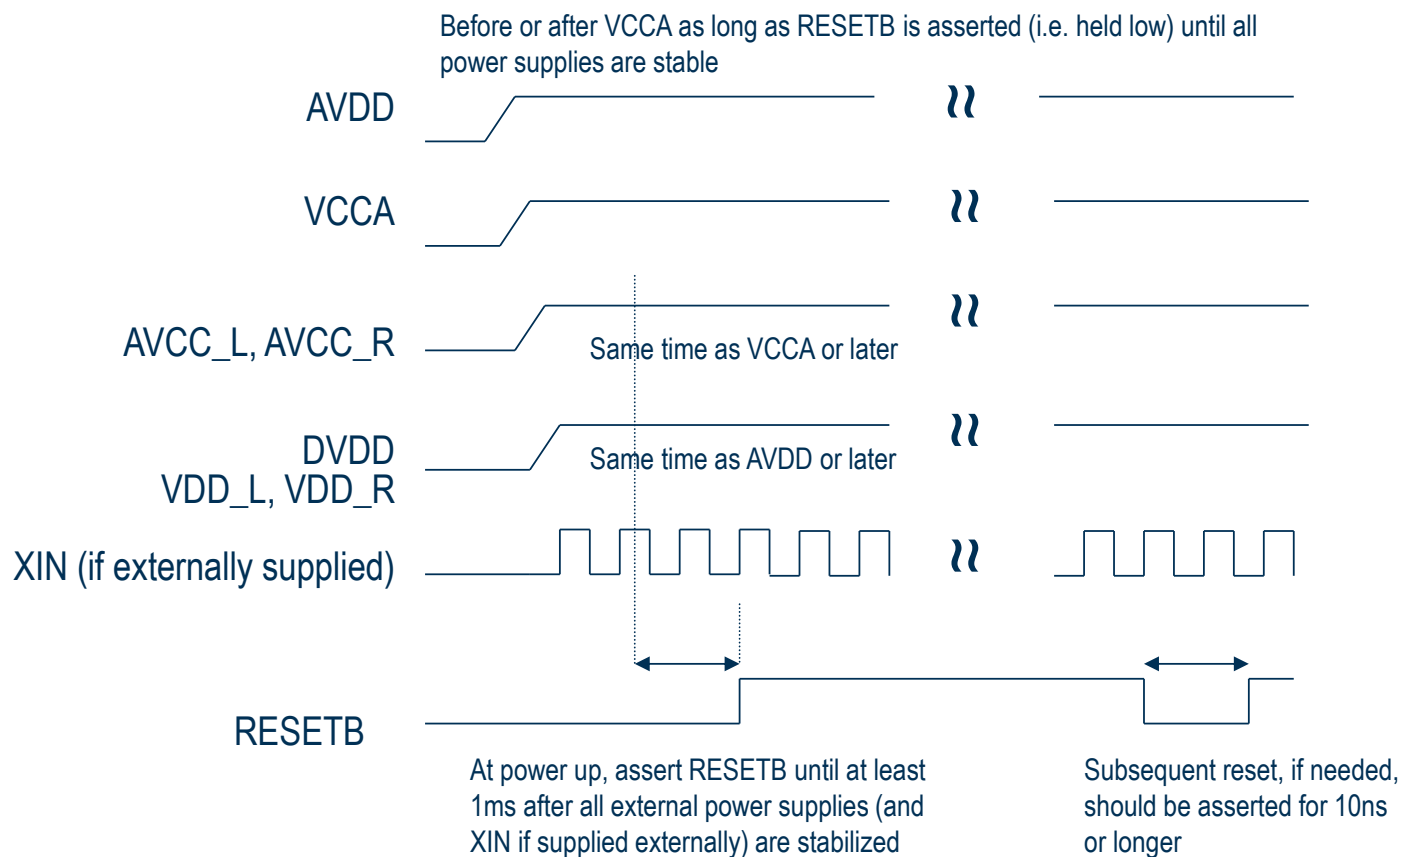 Before or after VCCA as long as RESETB is asserted (i.e. held low) until all
power supplies are stable
AVDD
VCCA
AVCC_L, AVCC_R
Same time as VCCA or later
DVDD
VDD_L, VDD_R
Same time as AVDD or later
XIN (if externally supplied)
RESETB
At power up, assert RESETB until at least
1ms after all external power supplies (and
XIN if supplied externally) are stabilized
Subsequent reset, if needed,
should be asserted for 10ns
or longer